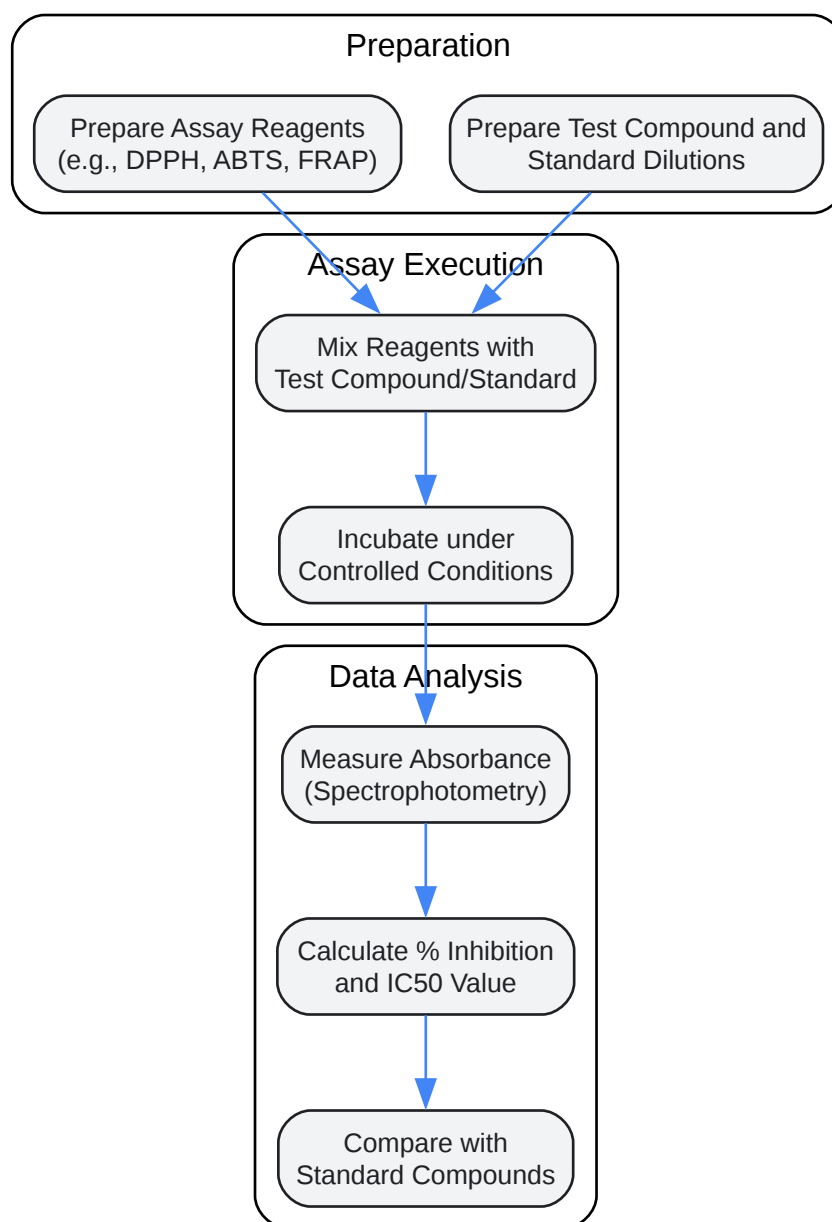 Preparation
Prepare Assay Reagents
(e.g., DPPH, ABTS, FRAP)
Prepare Test Compound and
Standard Dilutions
Assay Execution
Mix Reagents with
Test Compound/Standard
Incubate under
Controlled Conditions
Data Analysis
Measure Absorbance
(Spectrophotometry)
Calculate % Inhibition
and IC50 Value
Compare with
Standard Compounds